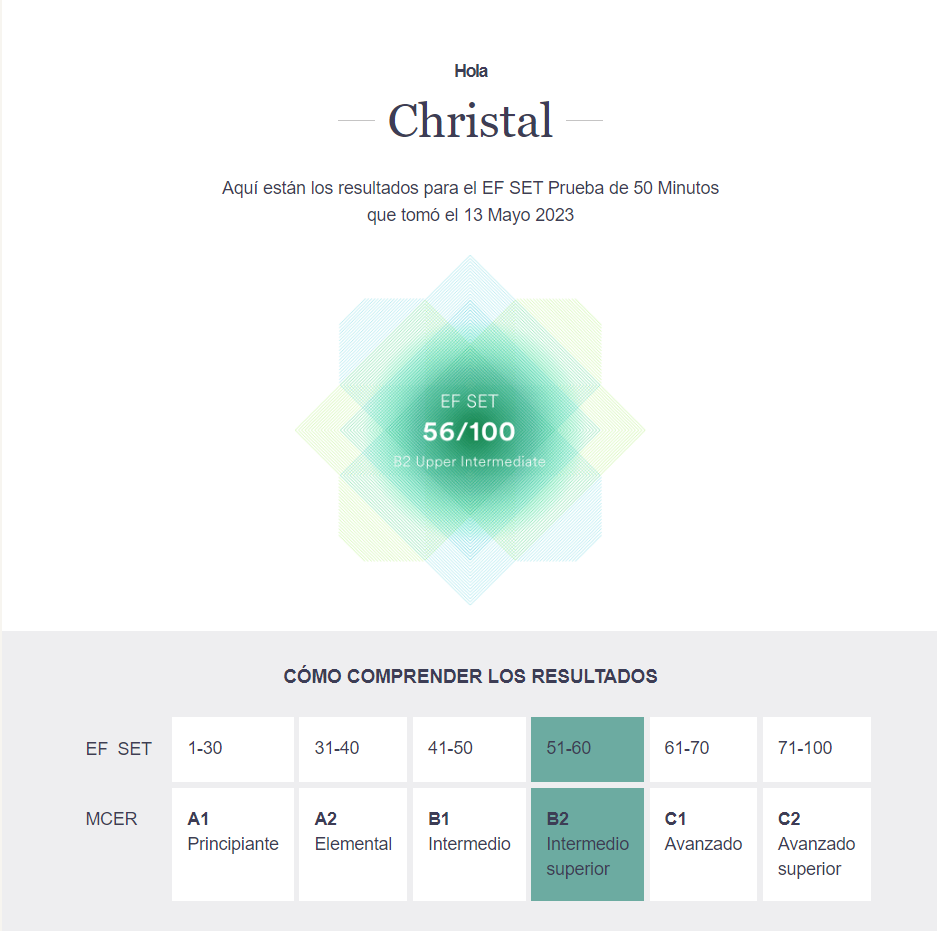 Hola
Christal
Aquí están los resultados para el EF SET Prueba de 50 Minutos
que tomó el 13 Mayo 2023
EF SET
56/100
B2 Upper Intermediate
CÓMO COMPRENDER LOS RESULTADOS
EF SET 1-30 31-40 41-50 51-60 61-70 71-100
MCER A1 A2 B1 B2 C1 C2
Principiante Elemental Intermedio Intermedio Avanzado Avanzado
superior superior